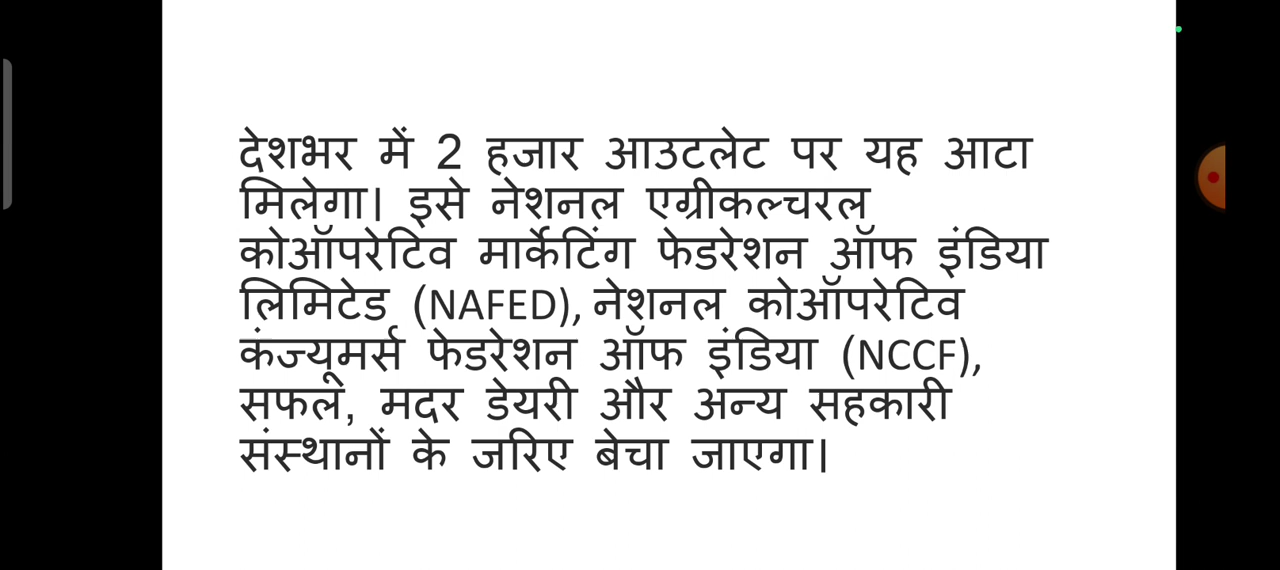 देशभर में 2 हजार आउटलेट पर यह आटा
मिलेगा। इसे नेशनल एग्रीकल्चरल
कोऑपरेटिव मार्केटिंग फेडरेशन ऑफ इंडिया
लिमिटेड (NAFED), नेशनल कोऑपरेटिव
कंज्यूमर्स फेडरेशन ऑफ इंडिया (NCCF),
सफल, मदर डेयरी और अन्य सहकारी
संस्थानों के जरिए बेचा जाएगा।